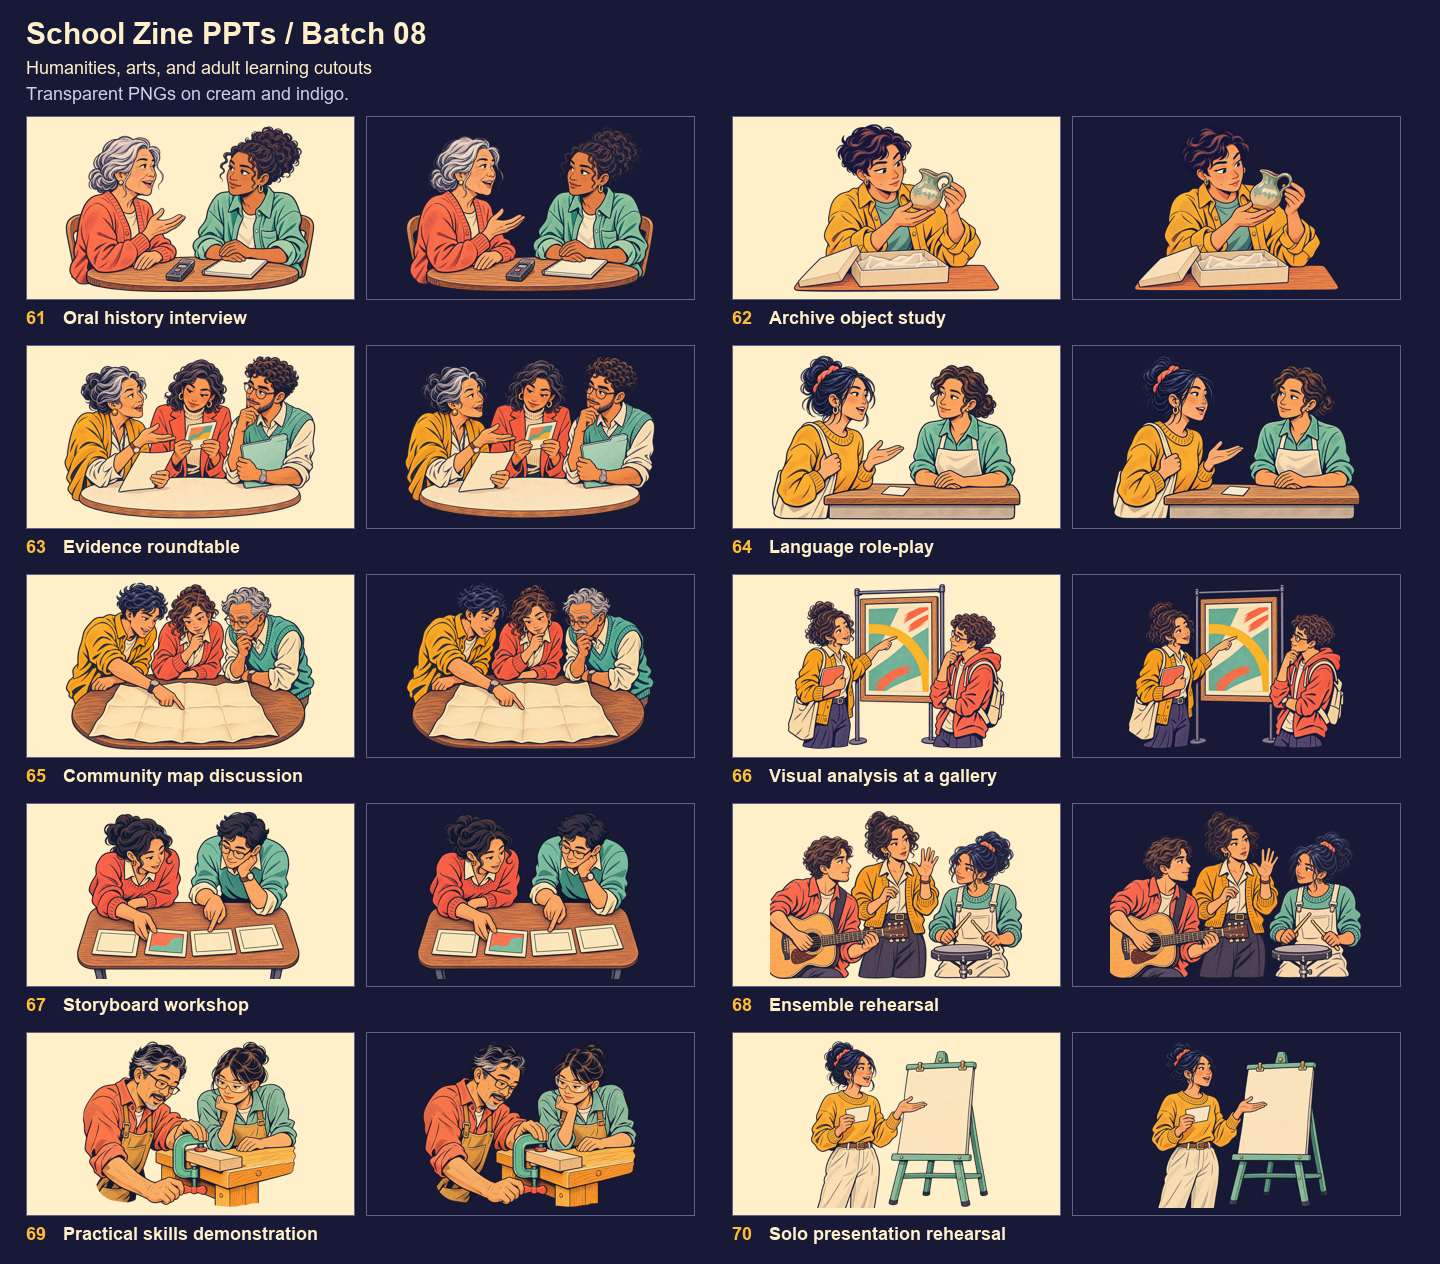 School Zine PPTs / Batch 08
Humanities, arts, and adult learning cutouts
Transparent PNGs on cream and indigo.
61 Oral history interview
62 Archive object study
63 Evidence roundtable
64 Language role-play
65 Community map discussion
66 Visual analysis at a gallery
67 Storyboard workshop
68 Ensemble rehearsal
69 Practical skills demonstration
70 Solo presentation rehearsal